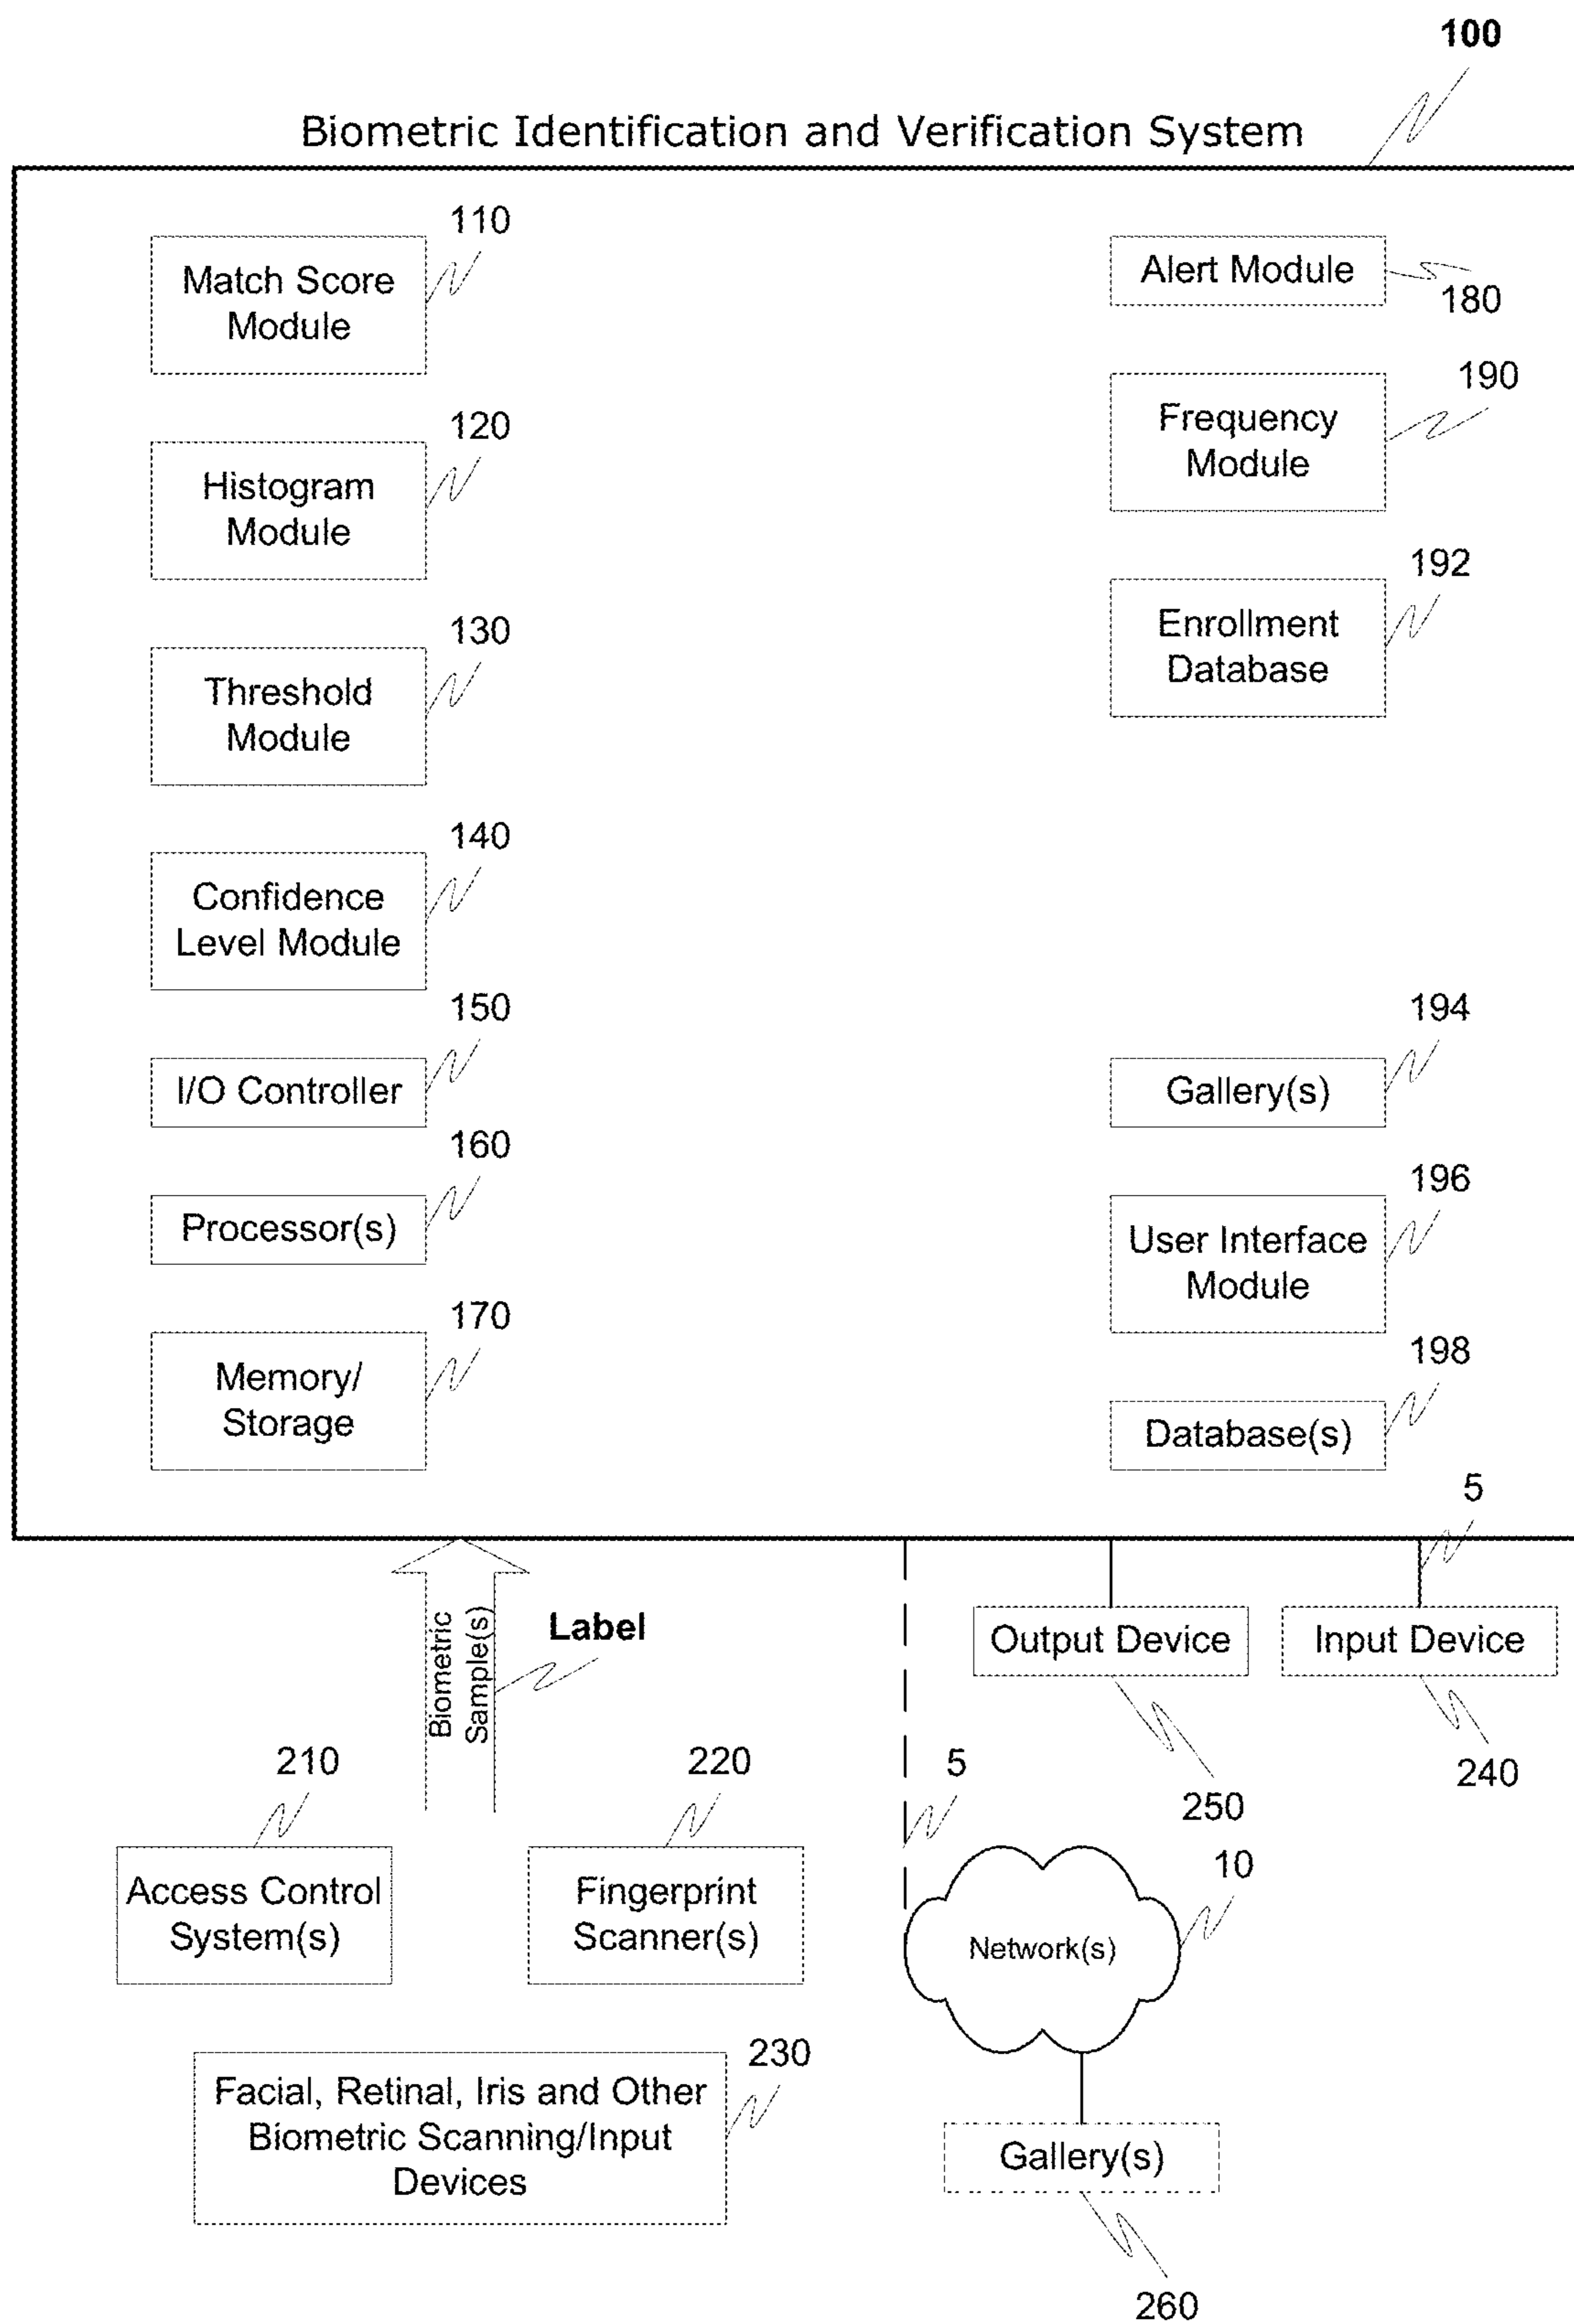 100
Biometric Identification and Verification System
110
Match Score
Module
120
Histogram
Module
130
Threshold
Module
140
Confidence
Level Module
150
I/O Controller
160
Processor(s)
170
Memory/
Storage
Alert Module
180
190
Frequency
Module
192
Enrollment
Database
194
Gallery(s)
196
User Interface
Module
198
Database(s)
5
Biometric
Sample(s)
Label
Output Device
Input Device
250
240
210
Access Control
System(s)
220
Fingerprint
Scanner(s)
5
10
Network(s)
230
Facial, Retinal, Iris and Other
Biometric Scanning/Input
Devices
Gallery(s)
260